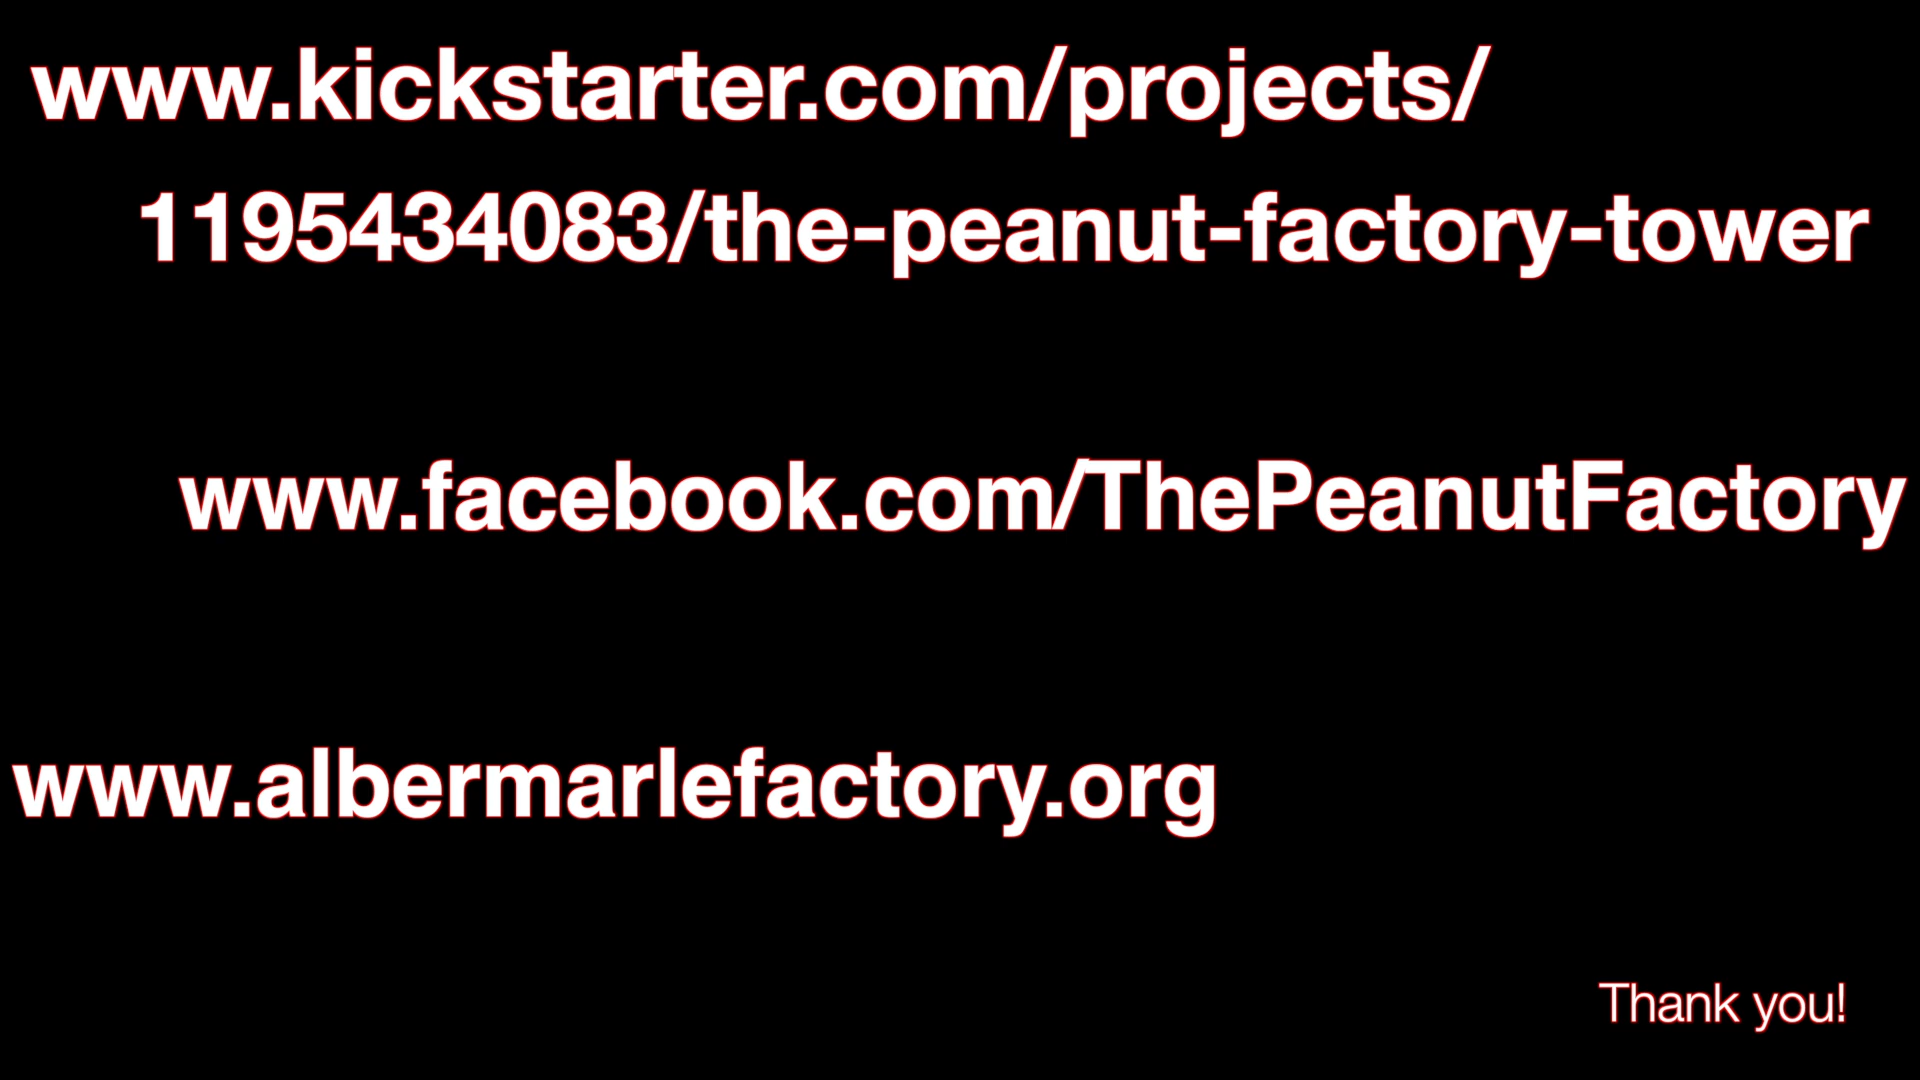 www.kickstarter.com/projects/
1195434083/the-peanut-factory-tower
www.facebook.com/ThePeanutFactory
www.albermarlefactory.org
Thank you!